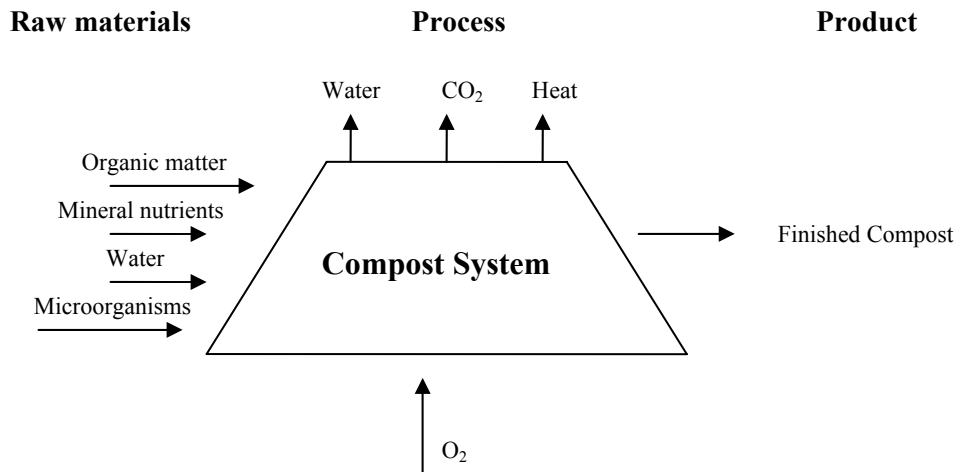 Raw materials Process Product
Water CO₂ Heat
Organic matter
Mineral nutrients
Water
Microorganisms
Compost System
Finished Compost
O₂